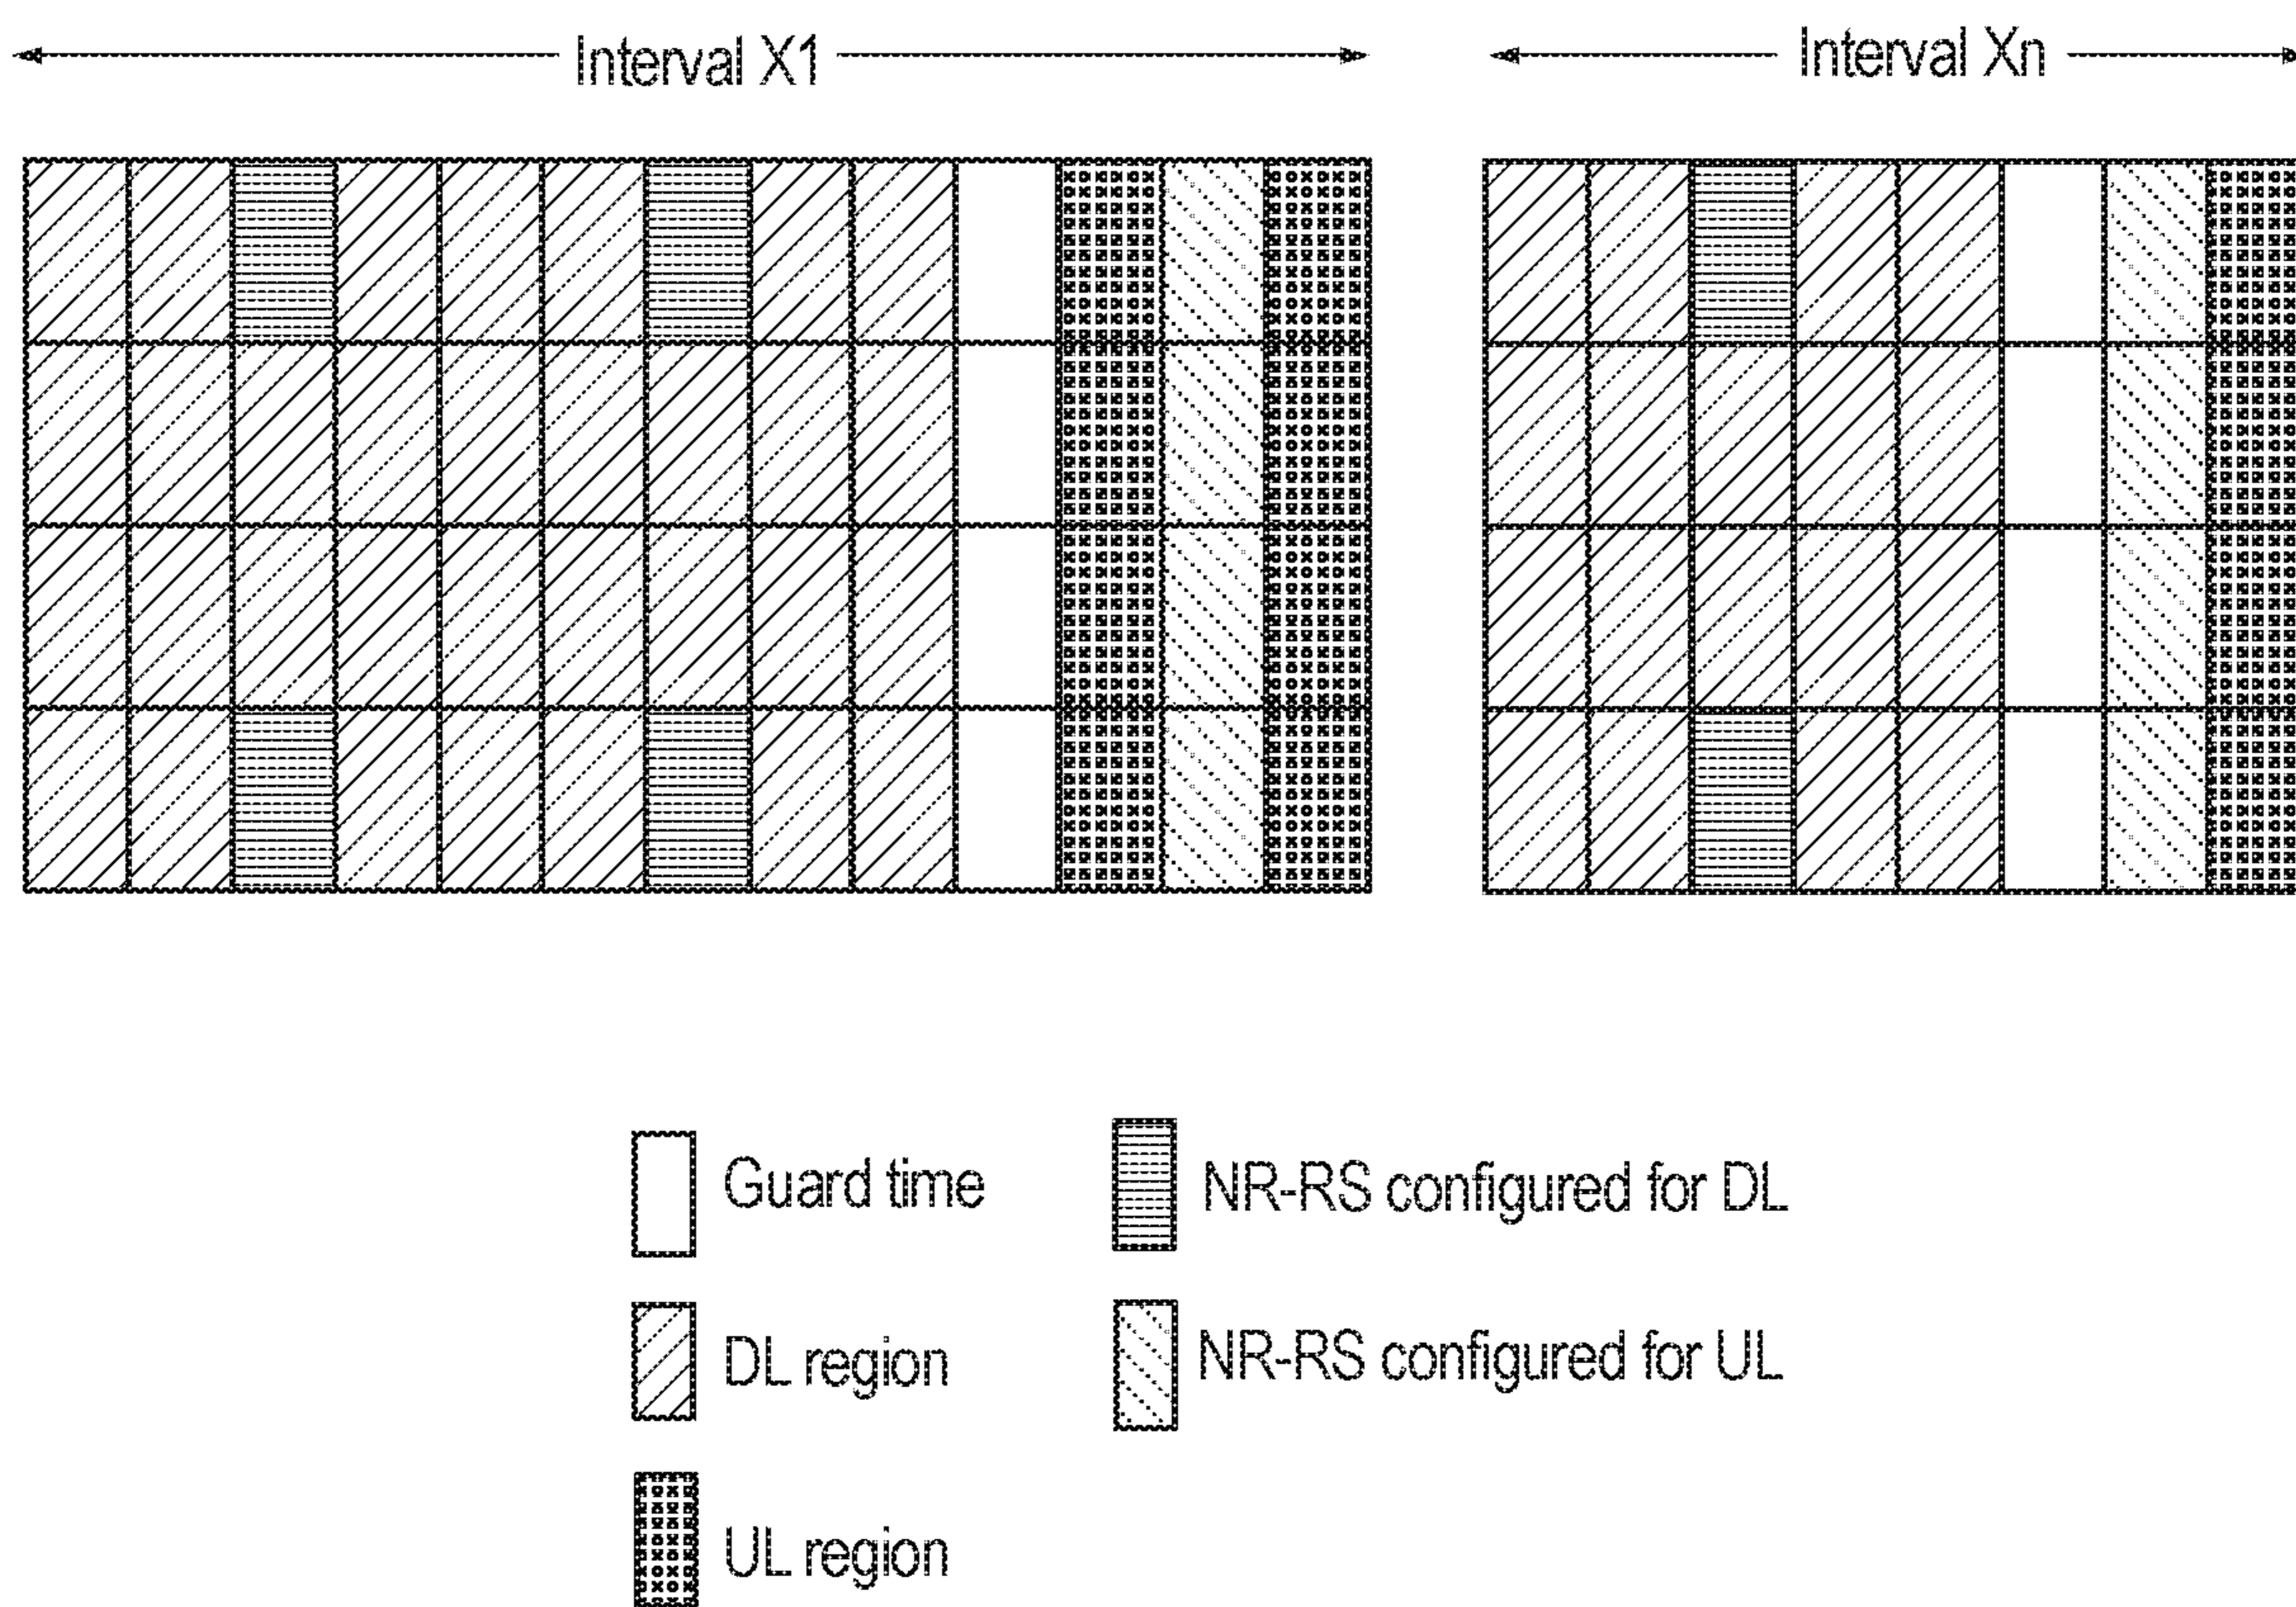 Interval X1
Interval Xn
Guard time
NR-RS configured for DL
DL region
NR-RS configured for UL
UL region